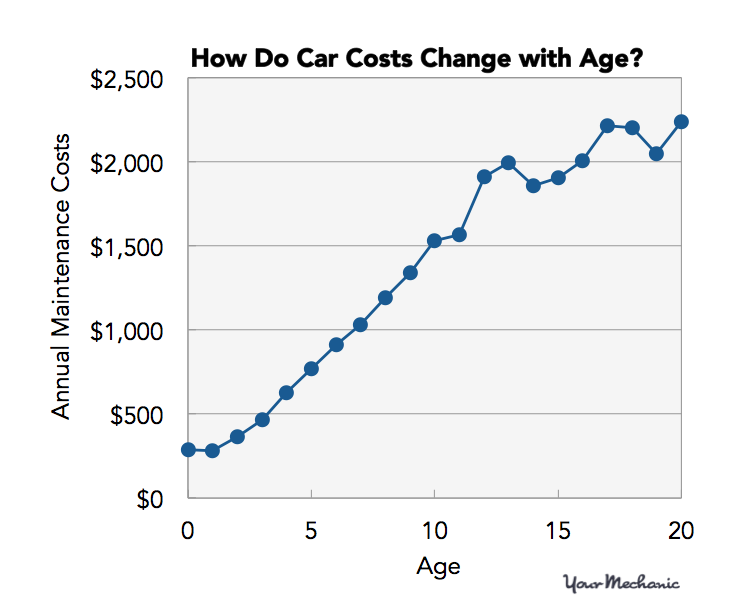 How Do Car Costs Change with Age?
$2,500
$2,000
$1,500
$1,000
$500
$0
Annual Maintenance Costs
0 5 10 15 20
Age
YourMechanic